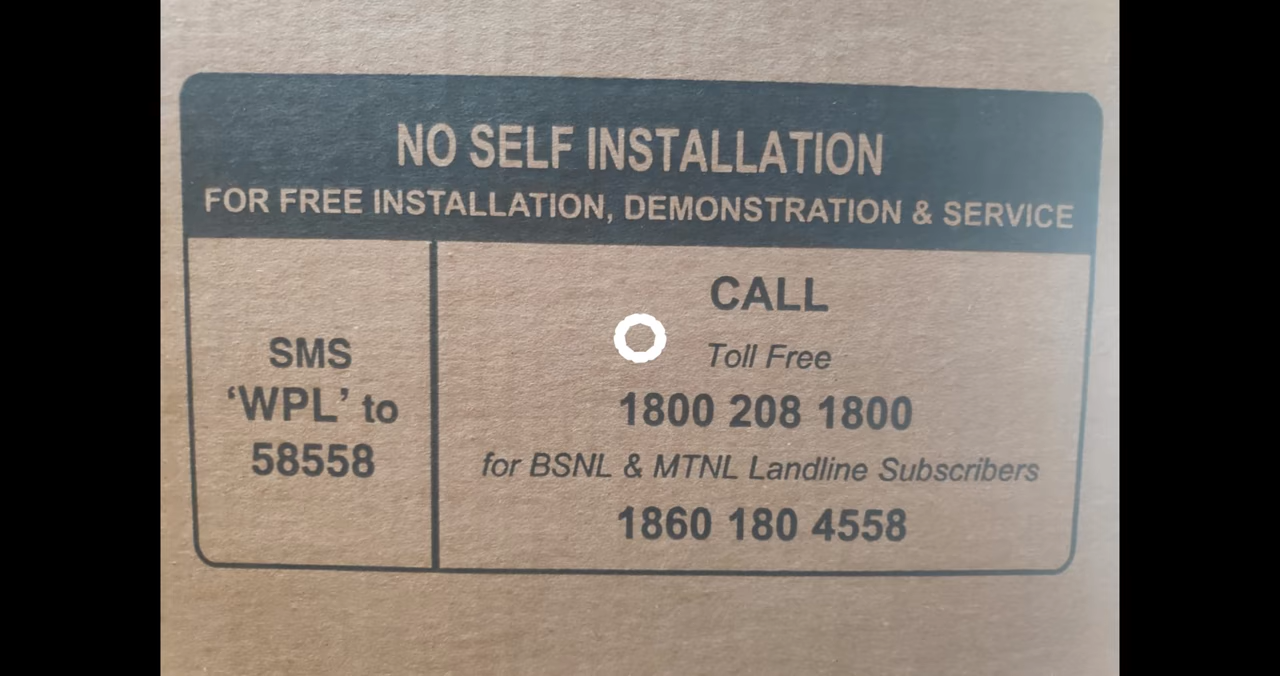 NO SELF INSTALLATION
FOR FREE INSTALLATION, DEMONSTRATION & SERVICE
SMS
‘WPL’ to
58558
CALL
Toll Free
1800 208 1800
for BSNL & MTNL Landline Subscribers
1860 180 4558